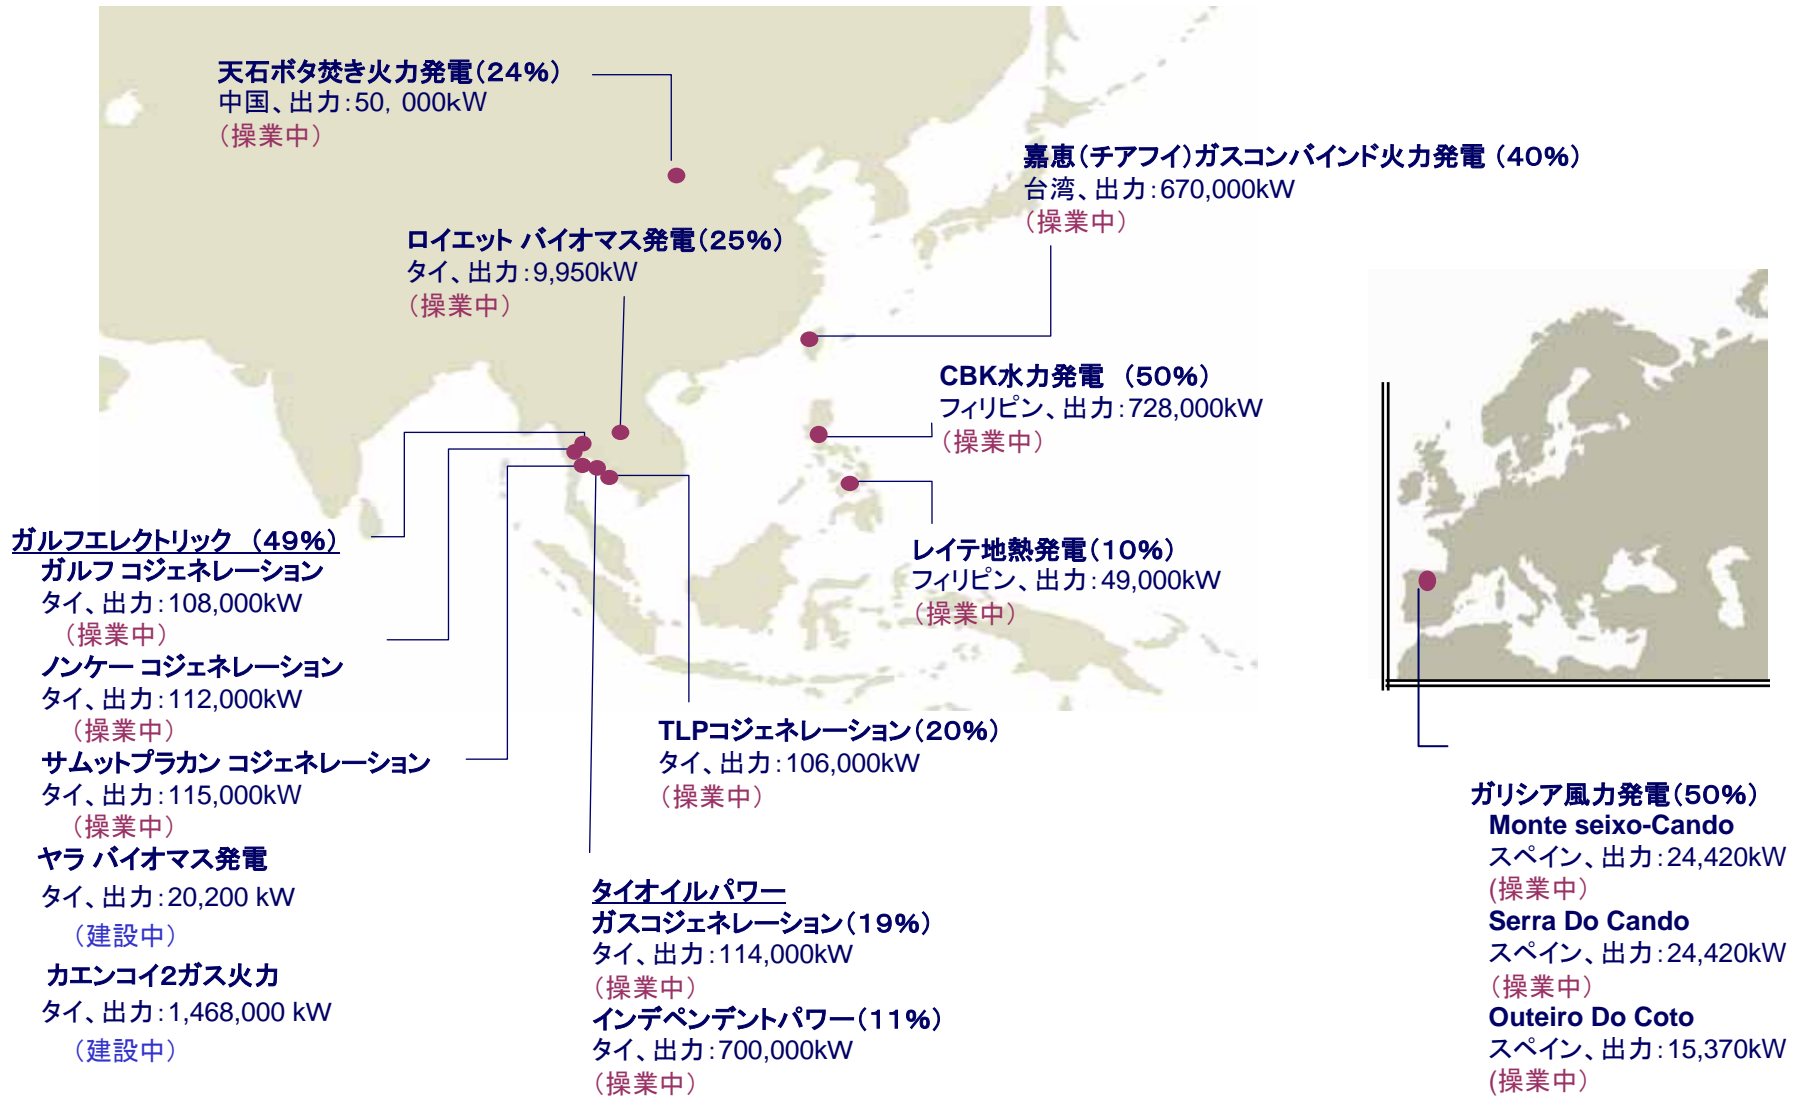 天石ボタ焚き火力発電(24%)
中国、出力:50，000kW
（操業中）
嘉恵(チアフイ)ガスコンバインド火力発電 (40%)
台湾、出力:670,000kW
（操業中）
ロイエット バイオマス発電(25%)
タイ、出力:9,950kW
（操業中）
CBK水力発電 (50%)
フィリピン、出力:728,000kW
（操業中）
レイテ地熱発電(10%)
フィリピン、出力:49,000kW
（操業中）
ガルフエレクトリック (49%)
ガルフ コジェネレーション
タイ、出力:108,000kW
（操業中）
ノンケー コジェネレーション
タイ、出力:112,000kW
（操業中）
サムットプラカン コジェネレーション
タイ、出力:115,000kW
（操業中）
ヤラ バイオマス発電
タイ、出力:20,200 kW
（建設中）
カエンコイ2ガス火力
タイ、出力:1,468,000 kW
（建設中）
TLPコジェネレーション(20%)
タイ、出力:106,000kW
（操業中）
タイオイルパワー
ガスコジェネレーション(19%)
タイ、出力:114,000kW
（操業中）
インデペンデントパワー(11%)
タイ、出力:700,000kW
（操業中）
ガリシア風力発電(50%)
Monte seixo-Cando
スペイン、出力:24,420kW
(操業中）
Serra Do Cando
スペイン、出力:24,420kW
（操業中）
Outeiro Do Coto
スペイン、出力:15,370kW
(操業中）